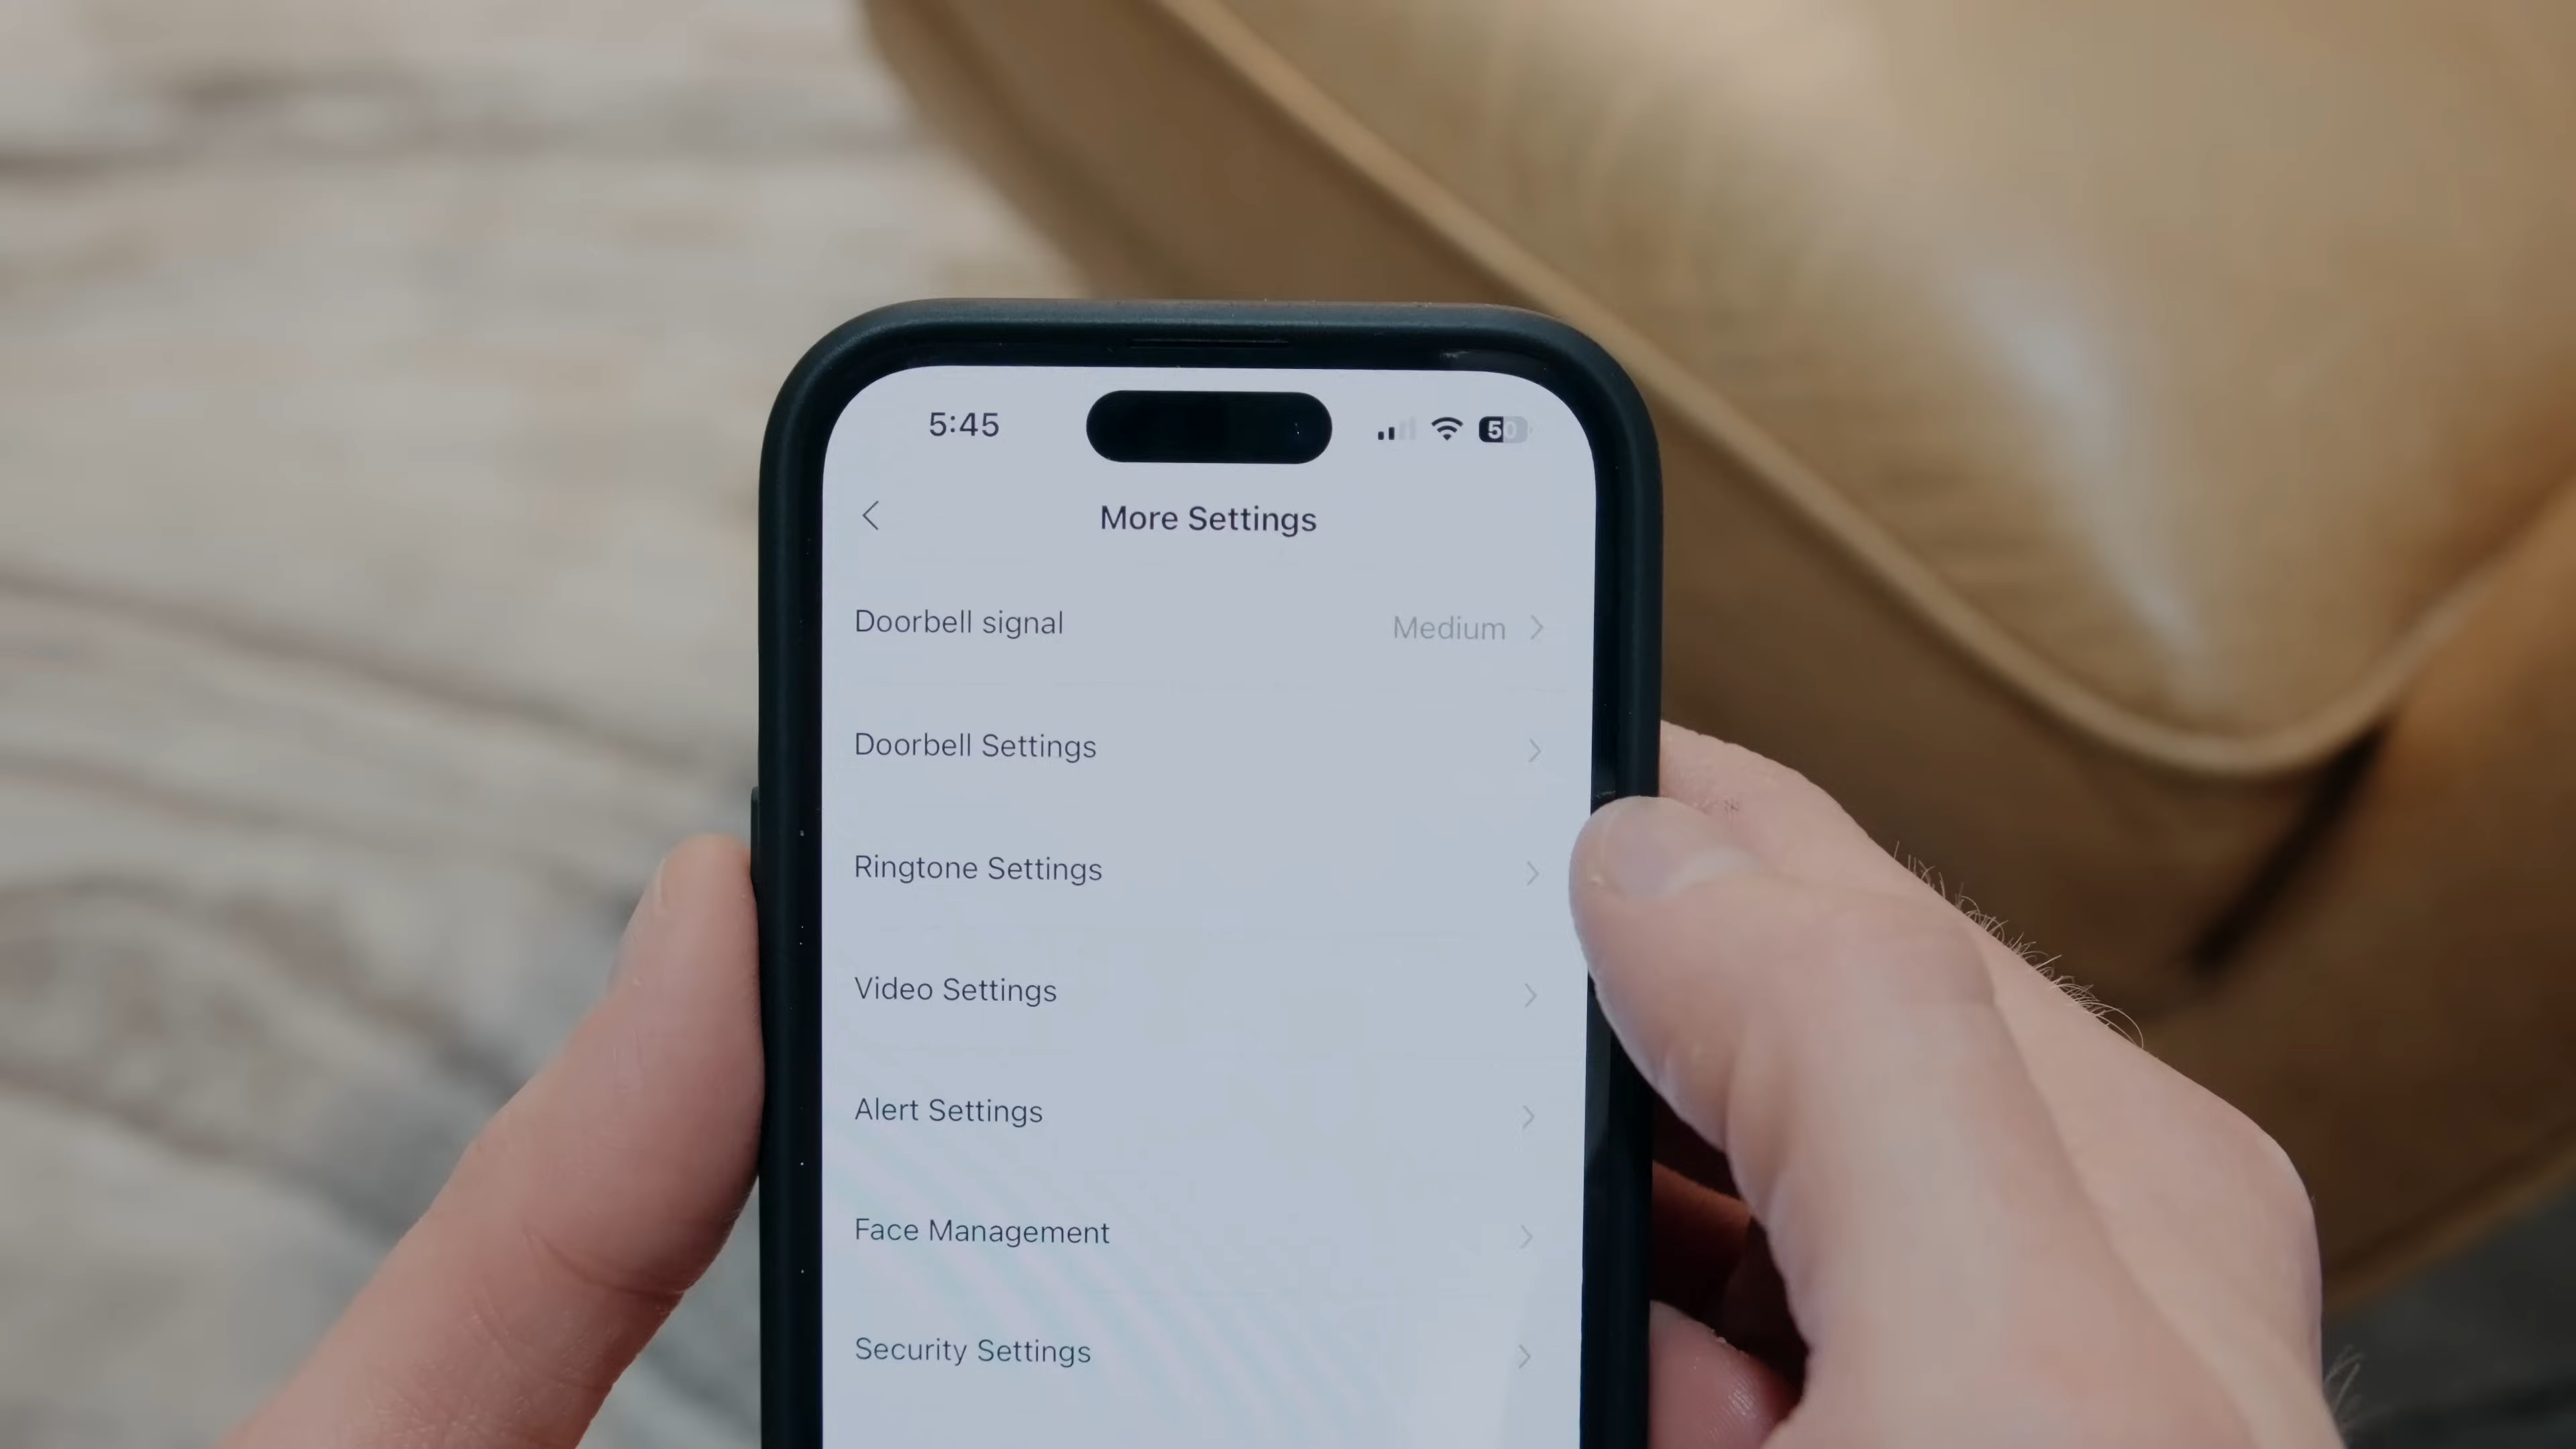 5:45
50
More Settings
Doorbell signal Medium
Doorbell Settings
Ringtone Settings
Video Settings
Alert Settings
Face Management
Security Settings